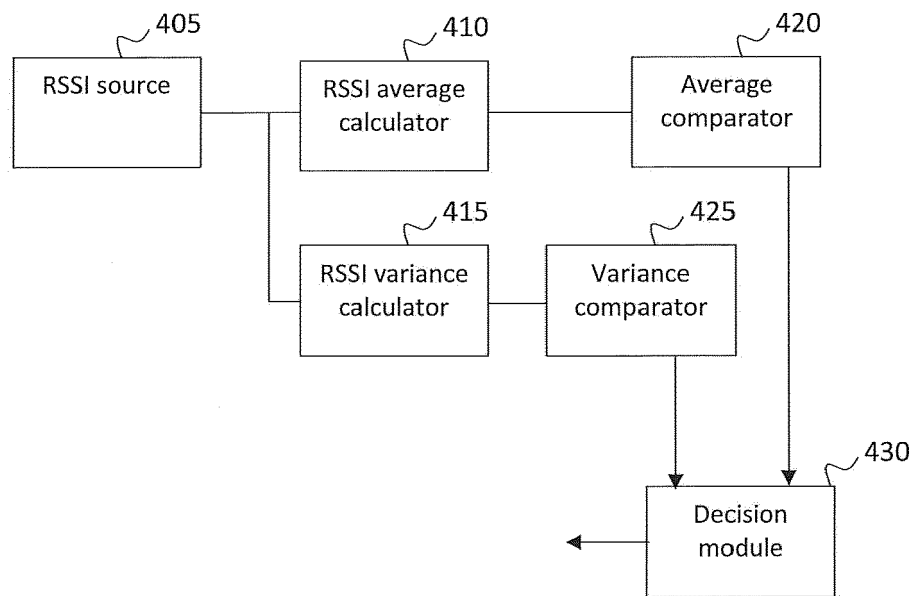 405
RSSI source
410
RSSI average
calculator
420
Average
comparator
415
RSSI variance
calculator
425
Variance
comparator
430
Decision
module